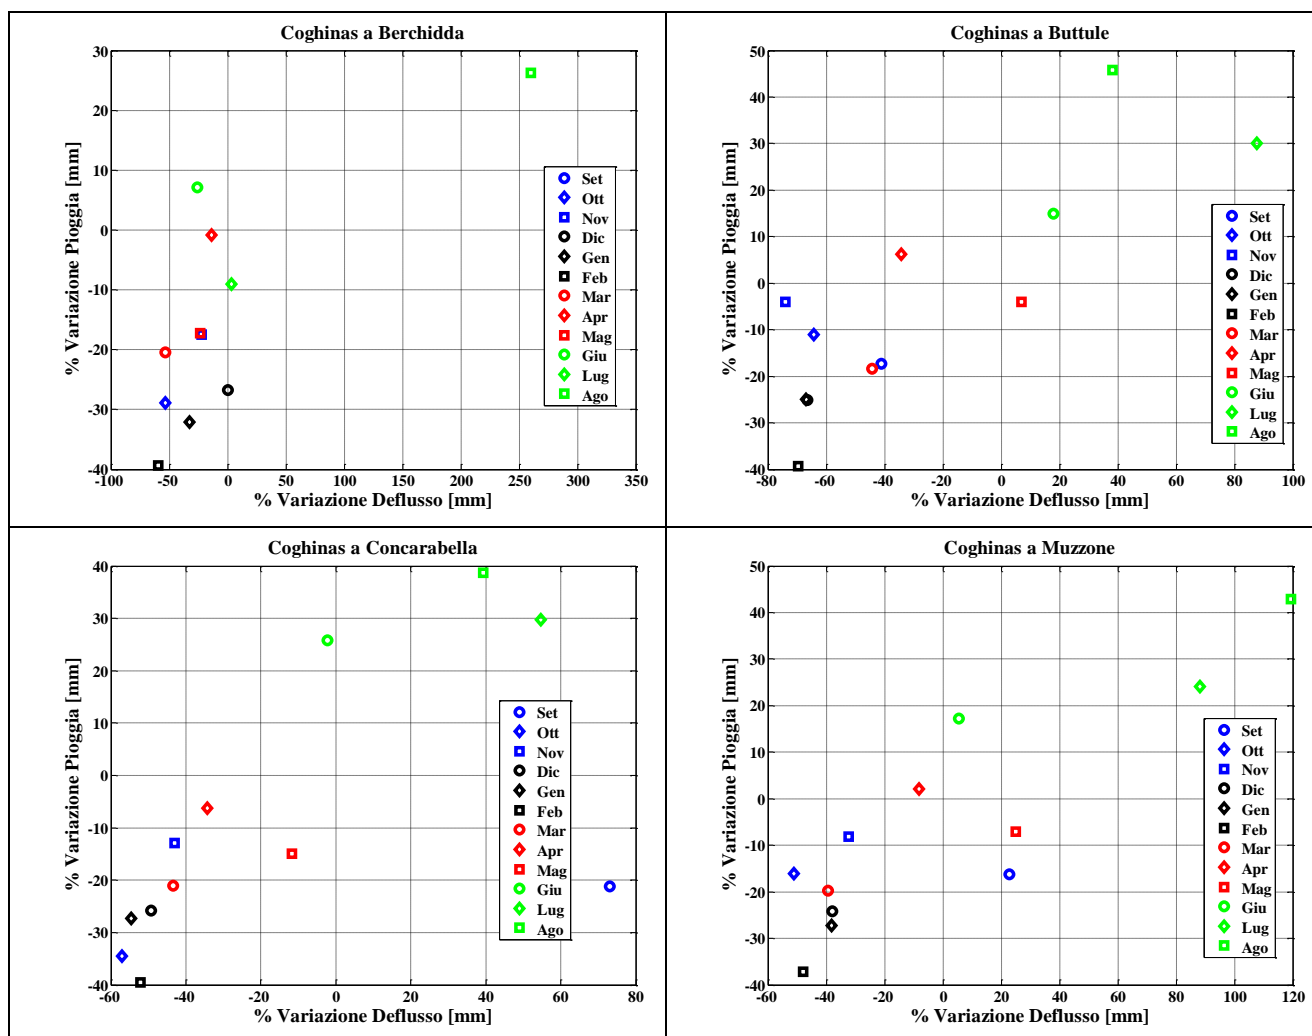 Coghinas a Berchidda
30
20
10
0
-10
-20
-30
-40
% Variazione Pioggia [mm]
-100 -50 0 50 100 150 200 250 300 350
% Variazione Deflusso [mm]
Set
Ott
Nov
Dic
Gen
Feb
Mar
Apr
Mag
Giu
Lug
Ago
Coghinas a Buttule
50
40
30
20
10
0
-10
-20
-30
-40
% Variazione Pioggia [mm]
-80 -60 -40 -20 0 20 40 60 80 100
% Variazione Deflusso [mm]
Set
Ott
Nov
Dic
Gen
Feb
Mar
Apr
Mag
Giu
Lug
Ago
Coghinas a Concarabella
40
30
20
10
0
-10
-20
-30
-40
% Variazione Pioggia [mm]
-60 -40 -20 0 20 40 60 80
% Variazione Deflusso [mm]
Set
Ott
Nov
Dic
Gen
Feb
Mar
Apr
Mag
Giu
Lug
Ago
Coghinas a Muzzone
50
40
30
20
10
0
-10
-20
-30
-40
% Variazione Pioggia [mm]
-60 -40 -20 0 20 40 60 80 100 120
% Variazione Deflusso [mm]
Set
Ott
Nov
Dic
Gen
Feb
Mar
Apr
Mag
Giu
Lug
Ago